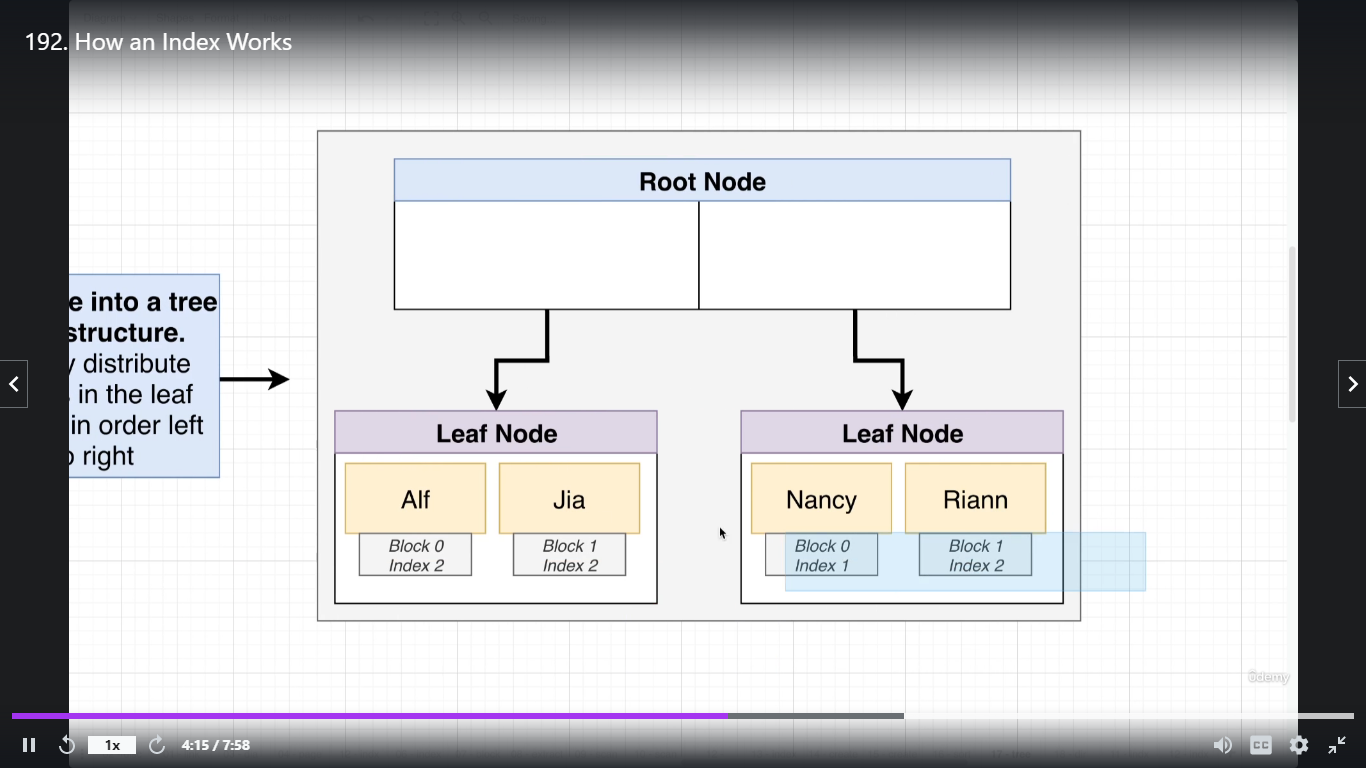 192. How an Index Works
Root Node
e into a tree
structure.
distribute
in the leaf
in order left
right
Leaf Node
Leaf Node
Alf
Jia
Nancy
Riann
Block 0
Index 2
Block 1
Index 2
Block 0
Index 1
Block 1
Index 2
ûdemy
1x
4:15 / 7:58
CC